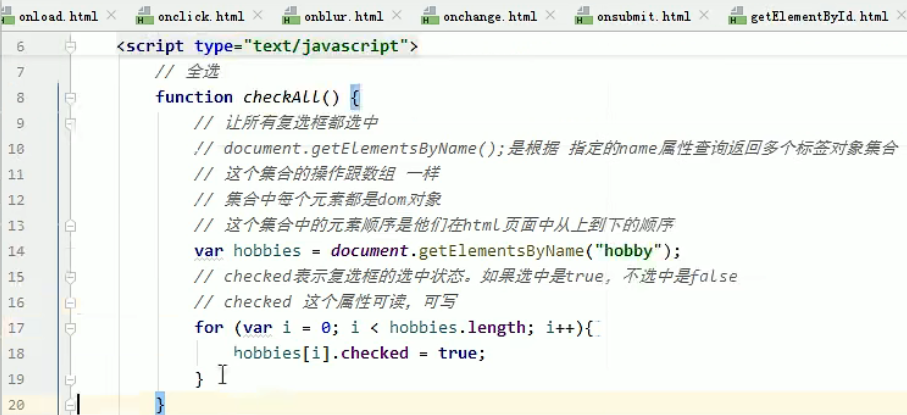 onload.html × onclick.html × onblur.html × onchange.html × onsubmit.html × getElementById.html ×
6 <script type="text/javascript">
7 // 全选
8 function checkAll() {
9 // 让所有复选框都选中
10 // document.getElementsByName();是根据 指定的name属性查询返回多个标签对象集合
11 // 这个集合的操作跟数组 一样
12 // 集合中每个元素都是dom对象
13 // 这个集合中的元素顺序是他们在html页面中从上到下的顺序
14 var hobbies = document.getElementsByName("hobby");
15 // checked表示复选框的选中状态。如果选中是true，不选中是false
16 // checked 这个属性可读，可写
17 for (var i = 0; i < hobbies.length; i++){
18 hobbies[i].checked = true;
19 }
20 }